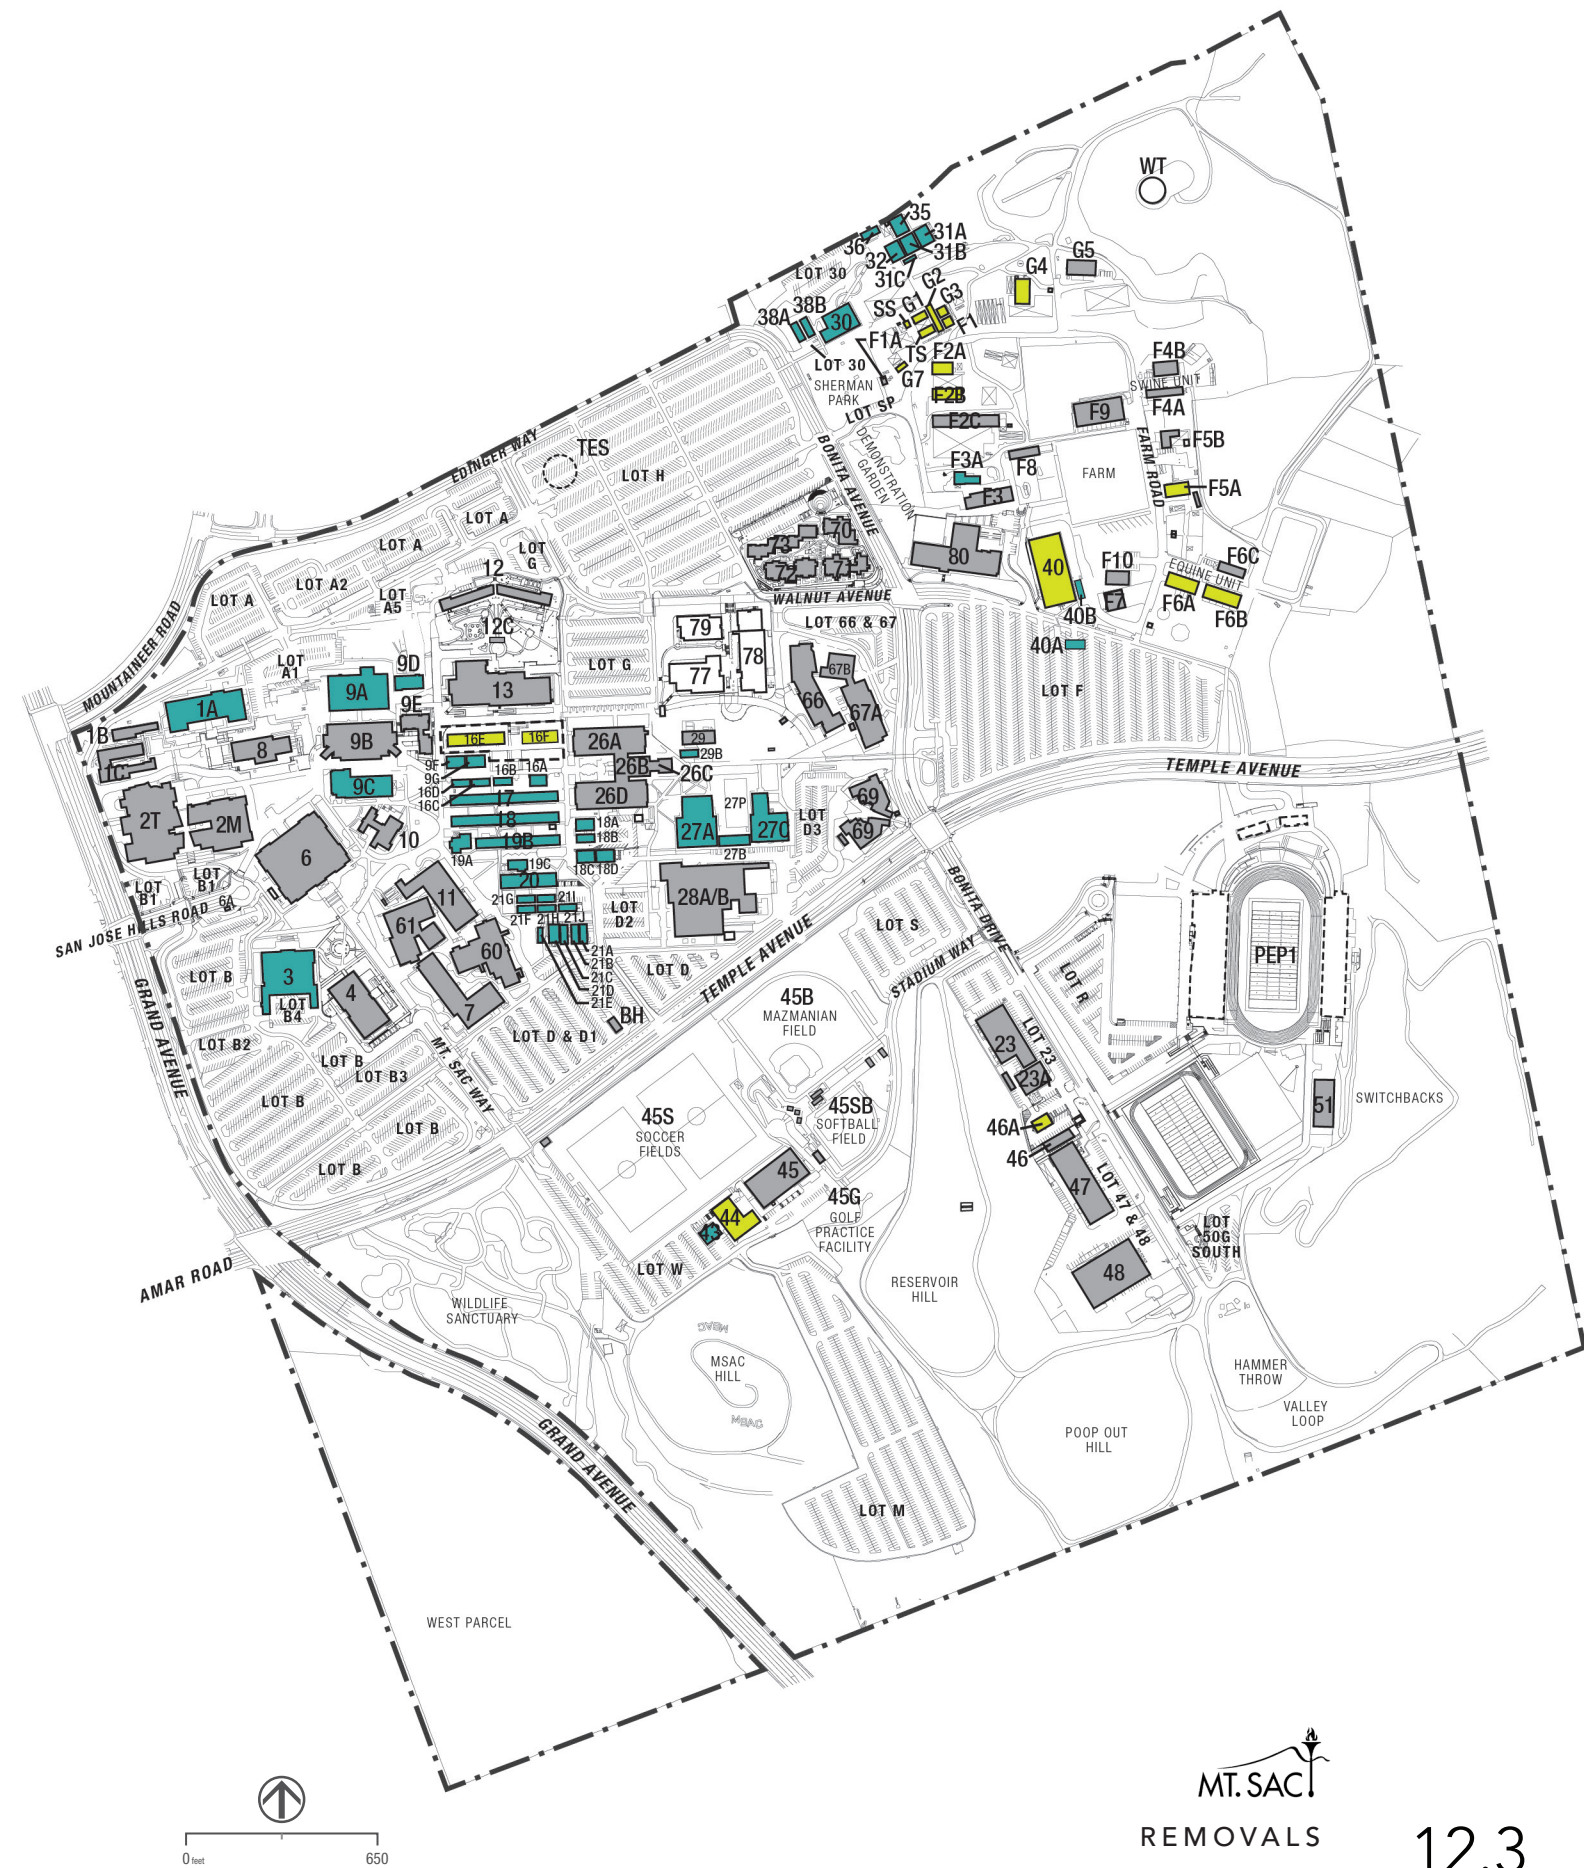 WT
35
36
31A
31B
32
31C
LOT 30
G5
G4
G2
G3
G1
SS
38B
38A
30
F1
F1A
TS
F2A
LOT 30
G7
SHERMAN
PARK
F2B
LOT SP
F2C
F4B
SWINE UNIT
F4A
F9
F5B
FARM ROAD
F3A
F8
FARM
F3
F5A
EDINGER WAY
TES
LOT H
BONITA AVENUE
DEMONSTRATION
GARDEN
LOT A
LOT A
LOT
G
70
73
72
71
80
40
F10
F7
F6C
EQUINE UNIT
F6A
F6B
40B
40A
LOT F
12
LOT A2
LOT A
LOT
A5
WALNUT AVENUE
12C
79
78
77
LOT 66 & 67
67B
66
67A
MOUNTAINEER ROAD
LOT
A1
9D
9A
1A
13
LOT G
9E
1B
8
9B
1C
16E
16F
26A
29
29B
26B
26C
26D
9F
9G
16B
16A
16D
16C
9C
17
18
19B
19A
18A
18B
18C
18D
27P
27A
27B
27C
LOT
D3
69
69
TEMPLE AVENUE
2T
2M
6
10
19C
20
11
28A/B
LOT
B1
LOT
B1
6A
SAN JOSE HILLS ROAD
21G
21F
21I
21H
21J
LOT
D2
21A
21B
21C
21D
21E
61
60
LOT B
3
LOT
B4
4
7
LOT D
TEMPLE AVENUE
LOT S
BONITA DRIVE
STADIUM WAY
LOT R
PEP1
GRAND AVENUE
LOT B2
LOT B
LOT B3
LOT D & D1
BH
MT. SAC WAY
45B
MAZMANIAN
FIELD
LOT 23
23
23A
LOT B
LOT B
LOT B
45S
SOCCER
FIELDS
45SB
SOFTBALL
FIELD
46A
46
51
SWITCHBACKS
45
47
LOT 47 & 48
45G
GOLF
PRACTICE
FACILITY
44
43
LOT
50G
SOUTH
LOT W
48
AMAR ROAD
RESERVOIR
HILL
WILDLIFE
SANCTUARY
MSAC
MSAC
HILL
MSAC
HAMMER
THROW
VALLEY
LOOP
POOP OUT
HILL
GRAND AVENUE
LOT M
WEST PARCEL
MT. SAC
REMOVALS
12.3
0 feet
650